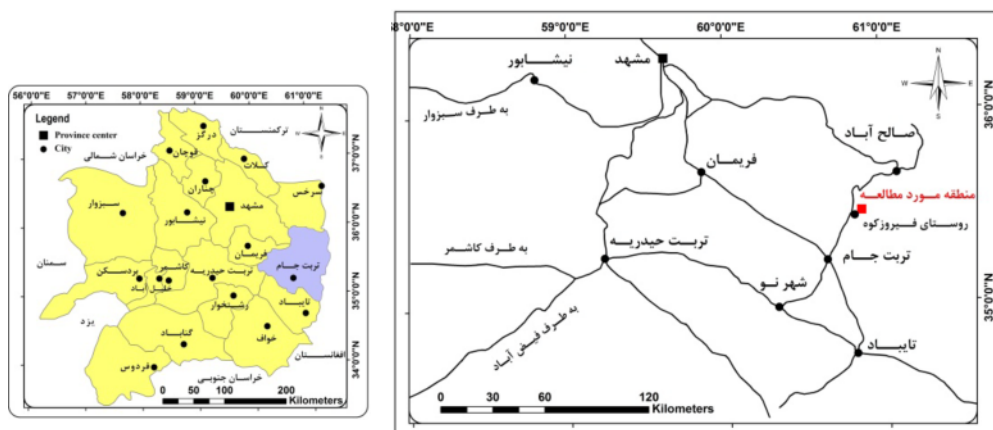 56°0'0"E 57°0'0"E 58°0'0"E 59°0'0"E 60°0'0"E 61°0'0"E
Legend
Province center
City
N
W E
S
ترکمنستان
درگز
خراسان شمالی
قوچان
کلات
37°0'0"N
چناران
سرخس
سبزوار
مشهد
نیشابور
36°0'0"N
فریمان
سمنان
تربت جام
بردسکن
کاشمر
تربت حیدریه
خلیل آباد
35°0'0"N
رشتخوار
تایباد
یزد
گناباد
خواف
افغانستان
34°0'0"N
فردوس
خراسان جنوبی
0 50 100 200
Kilometers
58°0'0"E 59°0'0"E 60°0'0"E 61°0'0"E
N
W E
S
نیشابور
مشهد
به طرف سبزوار
36°0'0"N
صالح آباد
فریمان
منطقه مورد مطالعه
روستای فیروزکوه
به طرف کاشمر
تربت حیدریه
تربت جام
شهر نو
35°0'0"N
به طرف فیض آباد
تایباد
0 15 30 60 120
Kilometers